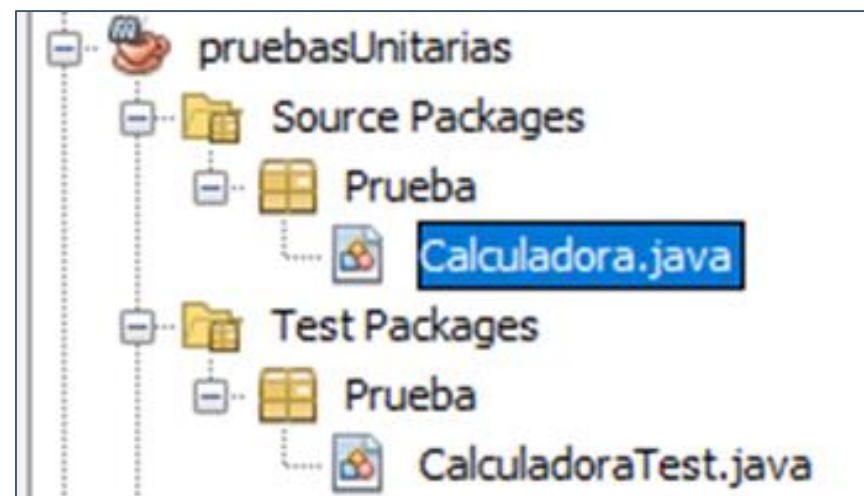 pruebasUnitarias
Source Packages
Prueba
Calculadora.java
Test Packages
Prueba
CalculadoraTest.java